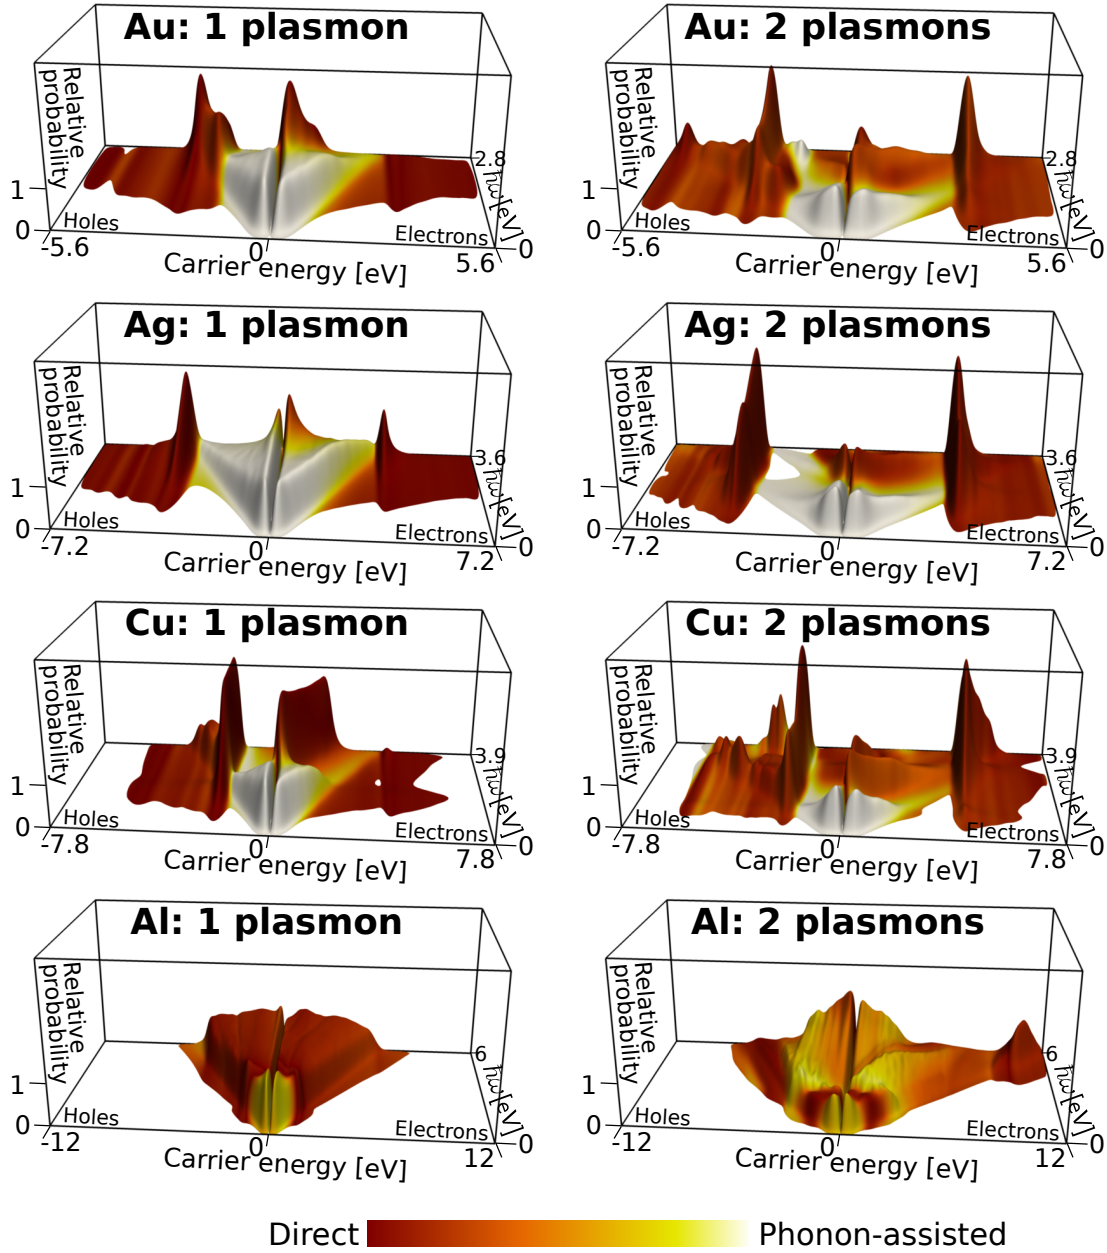 Au: 1 plasmon
Relative
probability
1
0
Holes
-5.6
0
Carrier energy [eV]
Electrons
5.6
0
2.8
ħω[eV]
Au: 2 plasmons
Relative
probability
1
0
Holes
-5.6
0
Carrier energy [eV]
Electrons
5.6
0
2.8
ħω[eV]
Ag: 1 plasmon
Relative
probability
1
0
Holes
-7.2
0
Carrier energy [eV]
Electrons
7.2
0
3.6
ħω[eV]
Ag: 2 plasmons
Relative
probability
1
0
Holes
-7.2
0
Carrier energy [eV]
Electrons
7.2
0
3.6
ħω[eV]
Cu: 1 plasmon
Relative
probability
1
0
Holes
-7.8
0
Carrier energy [eV]
Electrons
7.8
0
3.9
ħω[eV]
Cu: 2 plasmons
Relative
probability
1
0
Holes
-7.8
0
Carrier energy [eV]
Electrons
7.8
0
3.9
ħω[eV]
Al: 1 plasmon
Relative
probability
1
0
Holes
-12
0
Carrier energy [eV]
Electrons
12
0
6
ħω[eV]
Al: 2 plasmons
Relative
probability
1
0
Holes
-12
0
Carrier energy [eV]
Electrons
12
0
6
ħω[eV]
Direct
Phonon-assisted